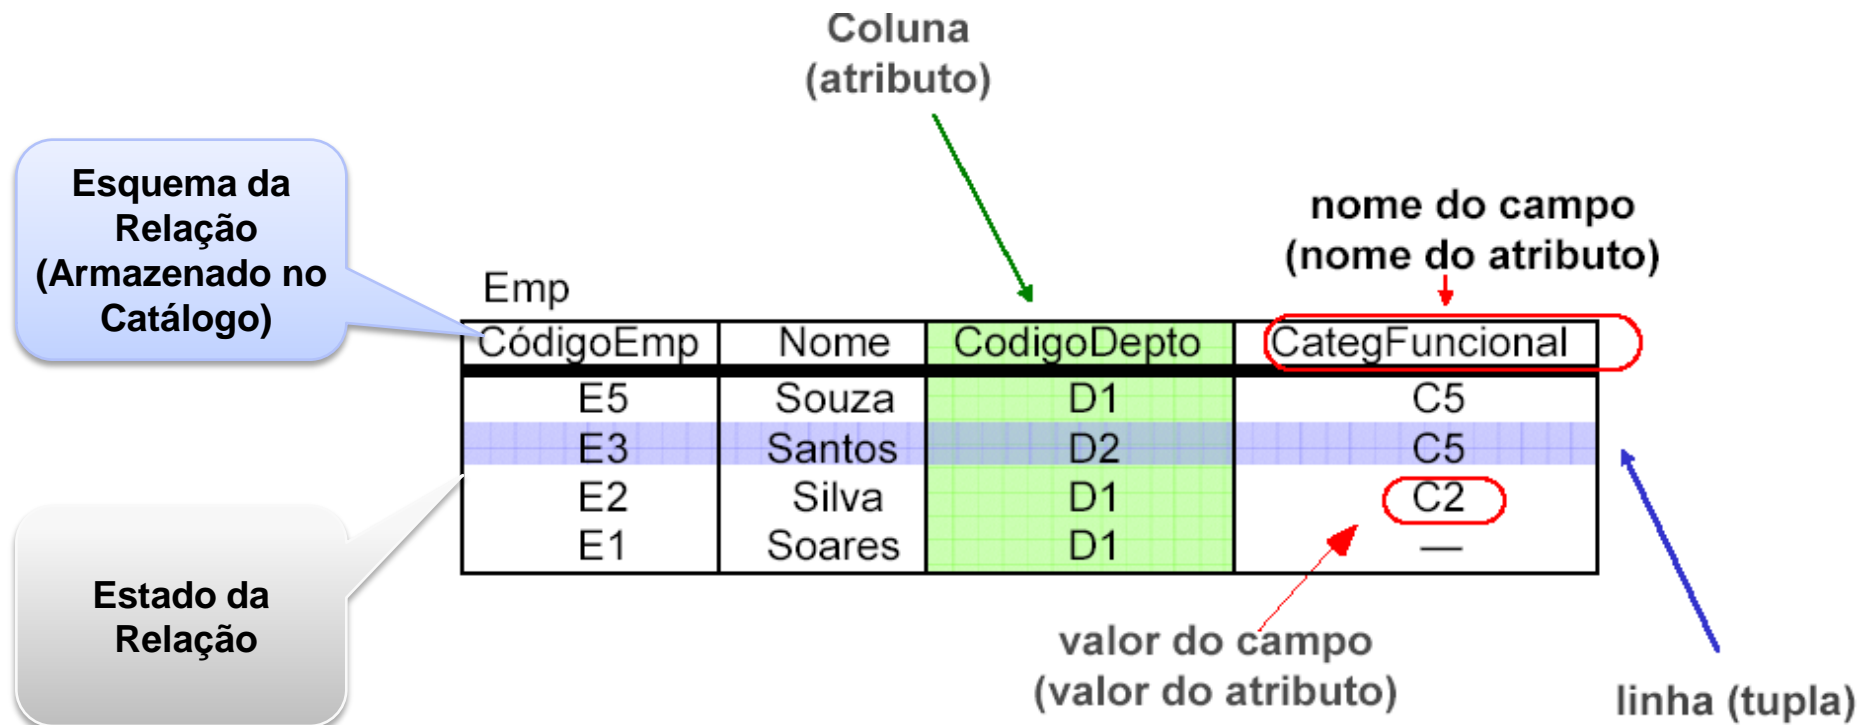 Coluna
(atributo)
Esquema da
Relação
(Armazenado no
Catálogo)
nome do campo
(nome do atributo)
Emp
CódigoEmp Nome CodigoDepto CategFuncional
E5 Souza D1 C5
E3 Santos D2 C5
E2 Silva D1 C2
E1 Soares D1 —
Estado da
Relação
valor do campo
(valor do atributo)
linha (tupla)